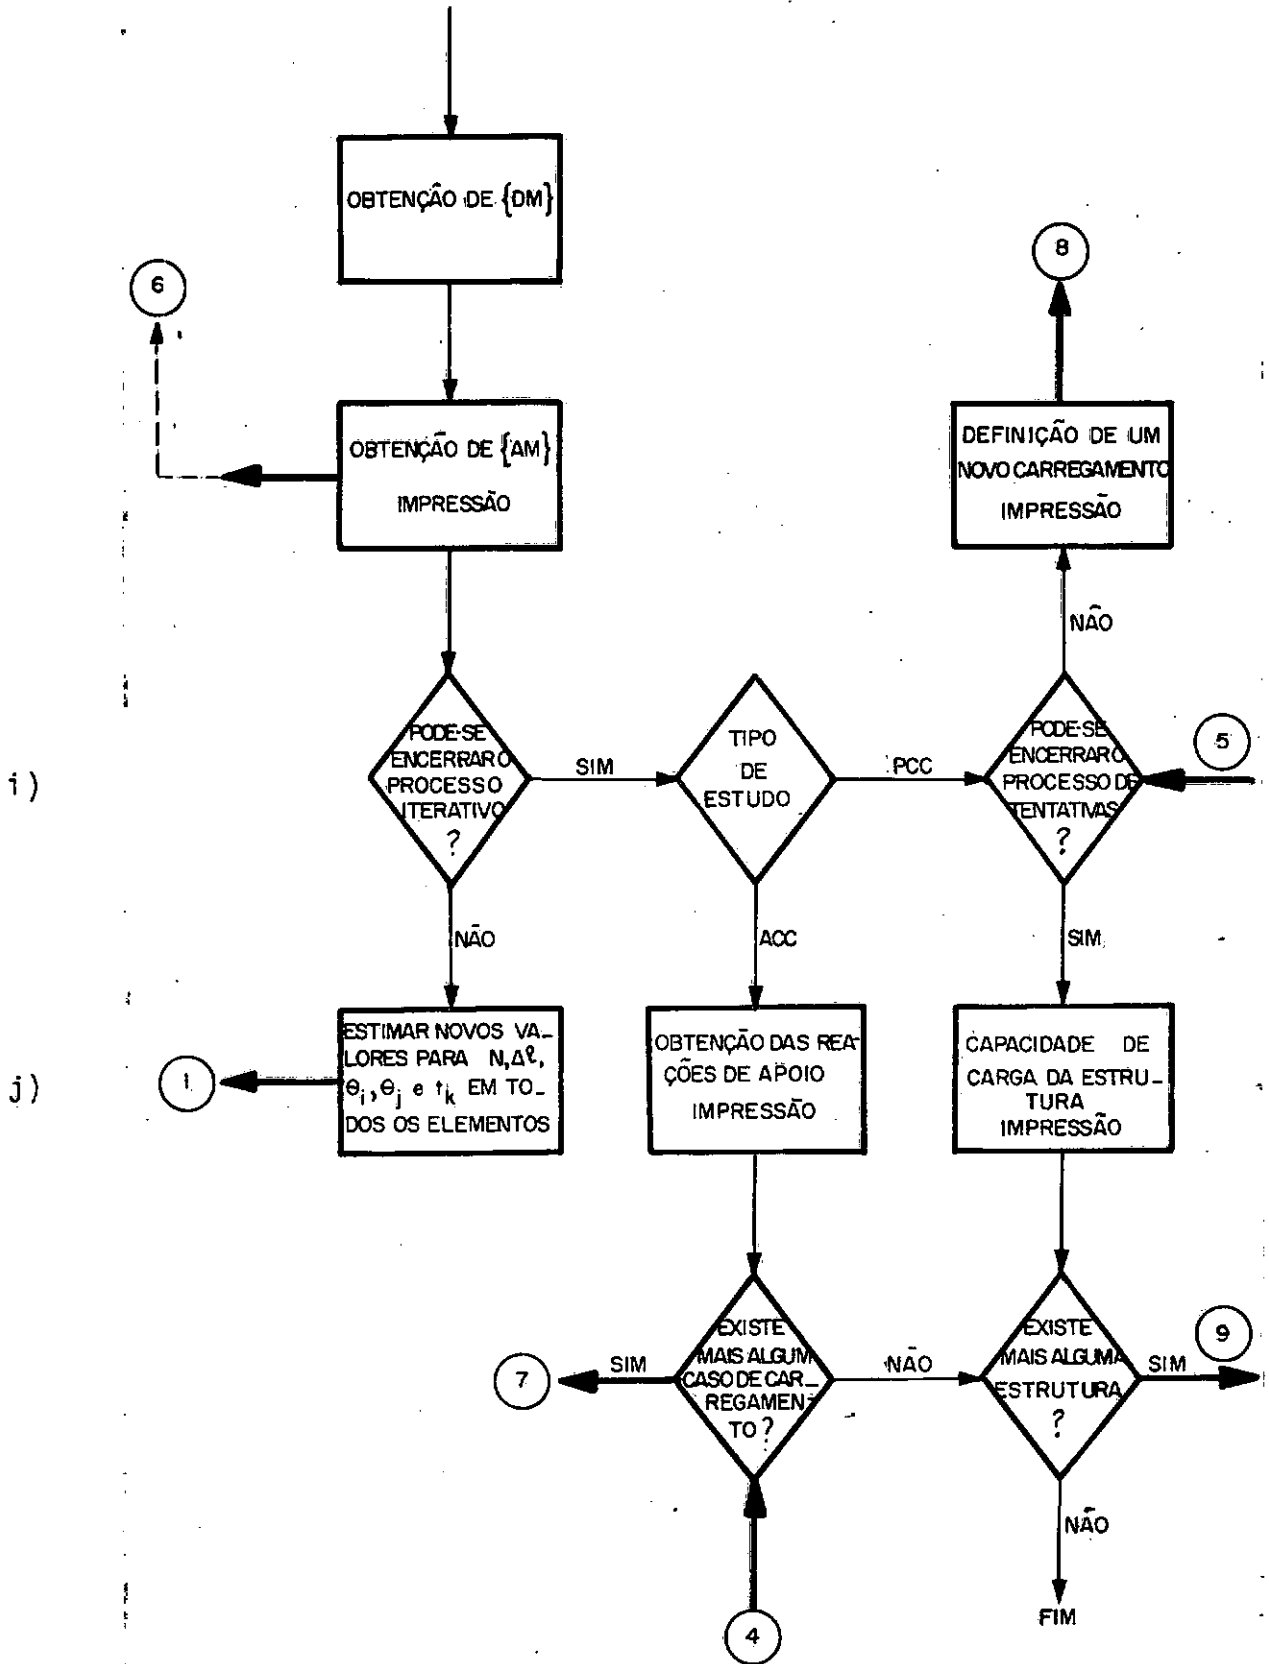 OBTENÇÃO DE {DM}
6
8
OBTENÇÃO DE {AM}
IMPRESSÃO
DEFINIÇÃO DE UM
NOVO CARREGAMENTO
IMPRESSÃO
NÃO
i)
PODE-SE
ENCERRAR O
PROCESSO
ITERATIVO
?
SIM
TIPO
DE
ESTUDO
PCC
PODE-SE
ENCERRAR O
PROCESSO DE
TENTATIVAS
?
5
NÃO
ACC
SIM
j)
1
ESTIMAR NOVOS VA_
LORES PARA N,Δℓ,
θi,θj e tk EM TO_
DOS OS ELEMENTOS
OBTENÇÃO DAS REA-
ÇÕES DE APOIO
IMPRESSÃO
CAPACIDADE DE
CARGA DA ESTRU_
TURA
IMPRESSÃO
7
SIM
EXISTE
MAIS ALGUM
CASO DE CAR_
REGAMEN-
TO?
NÃO
EXISTE
MAIS ALGUMA
ESTRUTURA
?
SIM
9
NÃO
4
FIM